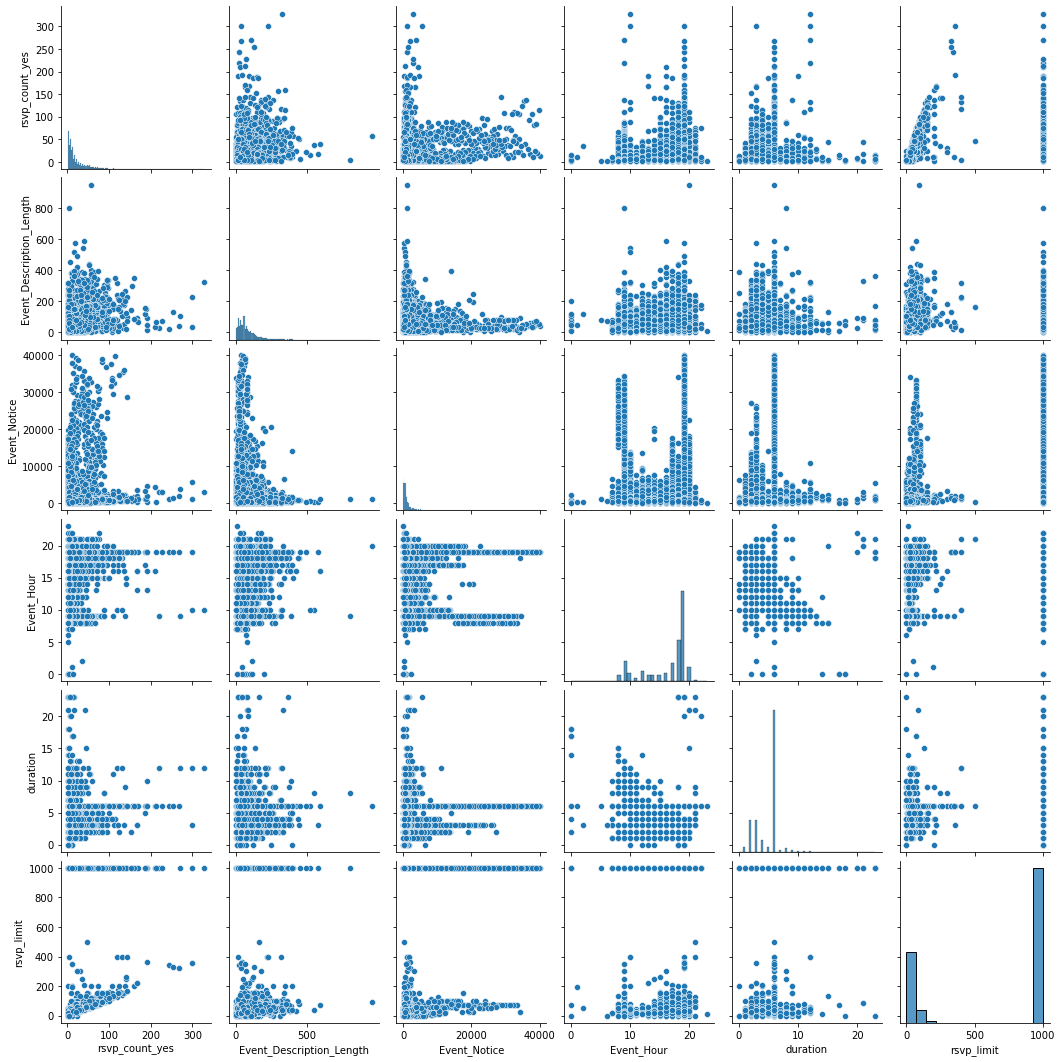 300
250
200
150
100
50
0
rsvp_count_yes
800
600
400
200
0
Event_Description_Length
40000
30000
20000
10000
0
Event_Notice
20
15
10
5
0
Event_Hour
20
15
10
5
0
duration
1000
800
600
400
200
0
rsvp_limit
0 100 200 300
rsvp_count_yes
500
Event_Description_Length
0 20000 40000
Event_Notice
0 10 20
Event_Hour
0 10 20
duration
0 500 1000
rsvp_limit